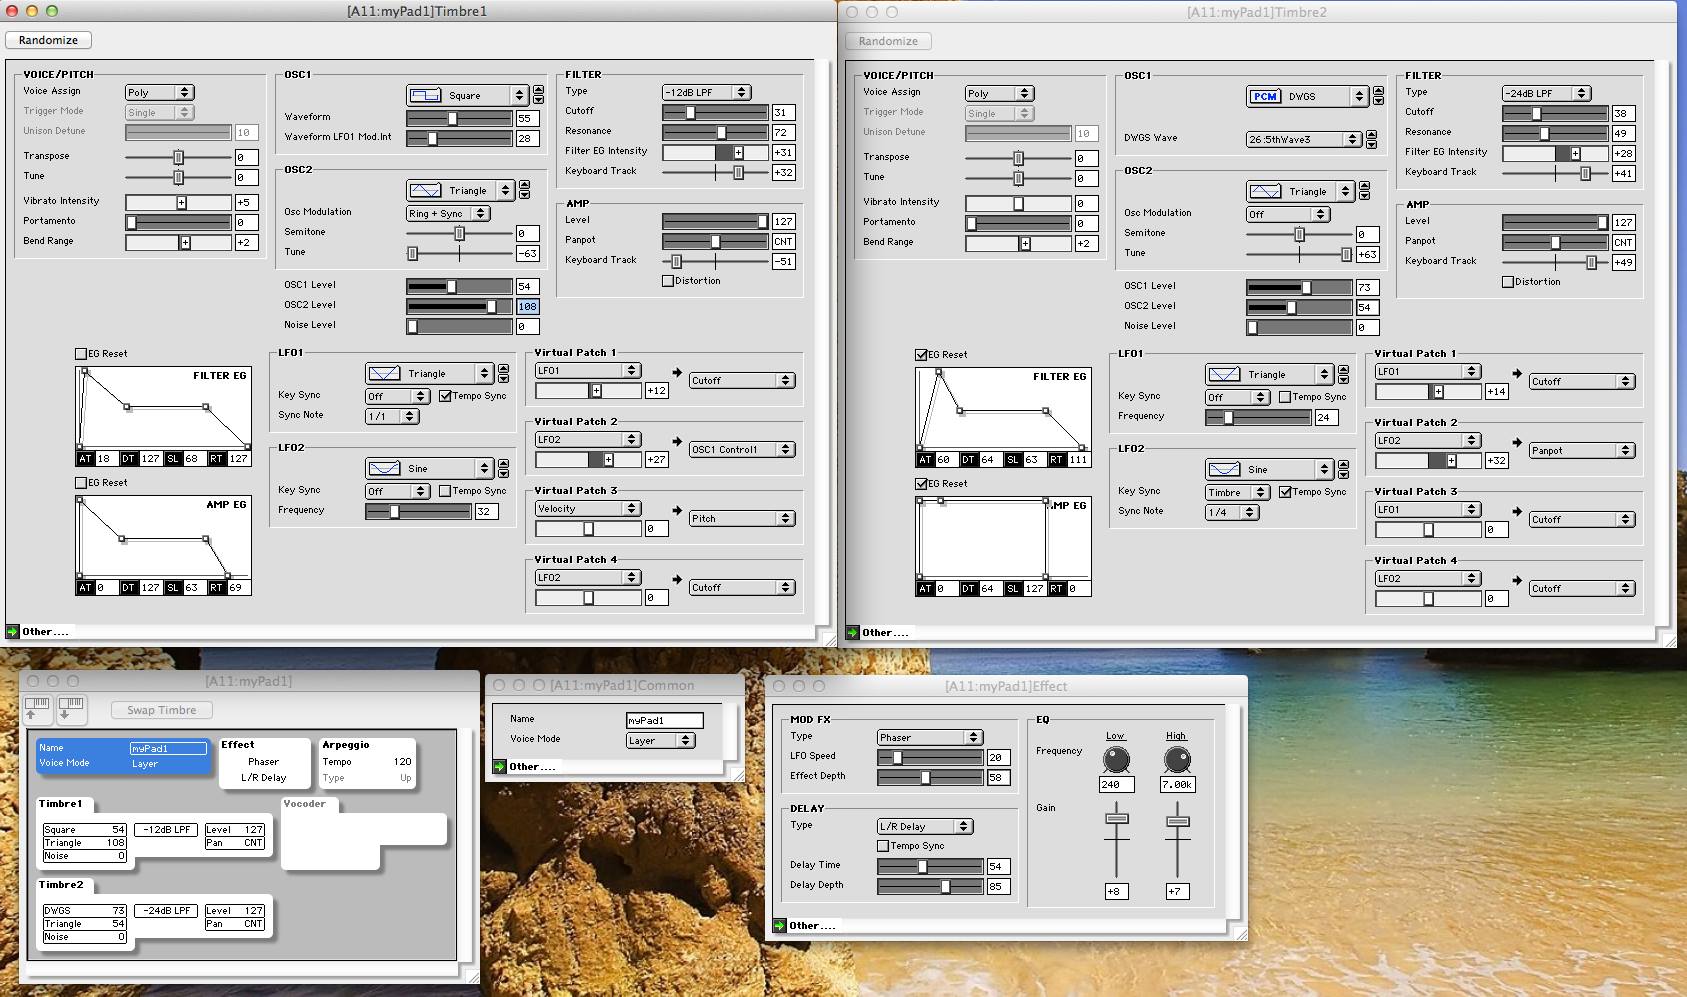 [A11:myPad1]Timbre1
Randomize
VOICE/PITCH
Voice Assign Poly
Trigger Mode Single
Unison Detune 10
Transpose 0
Tune 0
Vibrato Intensity +5
Portamento 0
Bend Range +2
OSC1
Square
Waveform 55
Waveform LFO1 Mod.Int 28
OSC2
Triangle
Osc Modulation Ring + Sync
Semitone 0
Tune -63
OSC1 Level 54
OSC2 Level 108
Noise Level 0
FILTER
Type -12dB LPF
Cutoff 31
Resonance 72
Filter EG Intensity +31
Keyboard Track +32
AMP
Level 127
Panpot CNT
Keyboard Track -51
Distortion
EG Reset
FILTER EG
AT 18 DT 127 SL 68 RT 127
EG Reset
AMP EG
AT 0 DT 127 SL 63 RT 69
LFO1
Triangle
Key Sync Off Tempo Sync
Sync Note 1/1
LFO2
Sine
Key Sync Off Tempo Sync
Frequency 32
Virtual Patch 1
LFO1 Cutoff
+12
Virtual Patch 2
LFO2 OSC1 Control1
+27
Virtual Patch 3
Velocity Pitch
0
Virtual Patch 4
LFO2 Cutoff
0
Other....
[A11:myPad1]Timbre2
Randomize
VOICE/PITCH
Voice Assign Poly
Trigger Mode Single
Unison Detune 10
Transpose 0
Tune 0
Vibrato Intensity 0
Portamento 0
Bend Range +2
OSC1
PCM DWGS
DWGS Wave 26:5thWave3
OSC2
Triangle
Osc Modulation Off
Semitone 0
Tune +63
OSC1 Level 73
OSC2 Level 54
Noise Level 0
FILTER
Type -24dB LPF
Cutoff 38
Resonance 49
Filter EG Intensity +28
Keyboard Track +41
AMP
Level 127
Panpot CNT
Keyboard Track +49
Distortion
EG Reset
FILTER EG
AT 60 DT 64 SL 63 RT 111
EG Reset
MP EG
AT 0 DT 64 SL 127 RT 0
LFO1
Triangle
Key Sync Off Tempo Sync
Frequency 24
LFO2
Sine
Key Sync Timbre Tempo Sync
Sync Note 1/4
Virtual Patch 1
LFO1 Cutoff
+14
Virtual Patch 2
LFO2 Panpot
+32
Virtual Patch 3
LFO1 Cutoff
0
Virtual Patch 4
LFO2 Cutoff
0
Other....
[A11:myPad1]
Swap Timbre
Name myPad1
Voice Mode Layer
Effect
Phaser
L/R Delay
Arpeggio
Tempo 120
Type Up
Timbre1
Square 54 -12dB LPF Level 127
Triangle 108 Pan CNT
Noise 0
Vocoder
Timbre2
DWGS 73 -24dB LPF Level 127
Triangle 54 Pan CNT
Noise 0
[A11:myPad1]Common
Name myPad1
Voice Mode Layer
Other....
[A11:myPad1]Effect
MOD FX
Type Phaser
LFO Speed 20
Effect Depth 58
DELAY
Type L/R Delay
Tempo Sync
Delay Time 54
Delay Depth 85
EQ
Low High
Frequency
240 7.00k
Gain
+8 +7
Other....